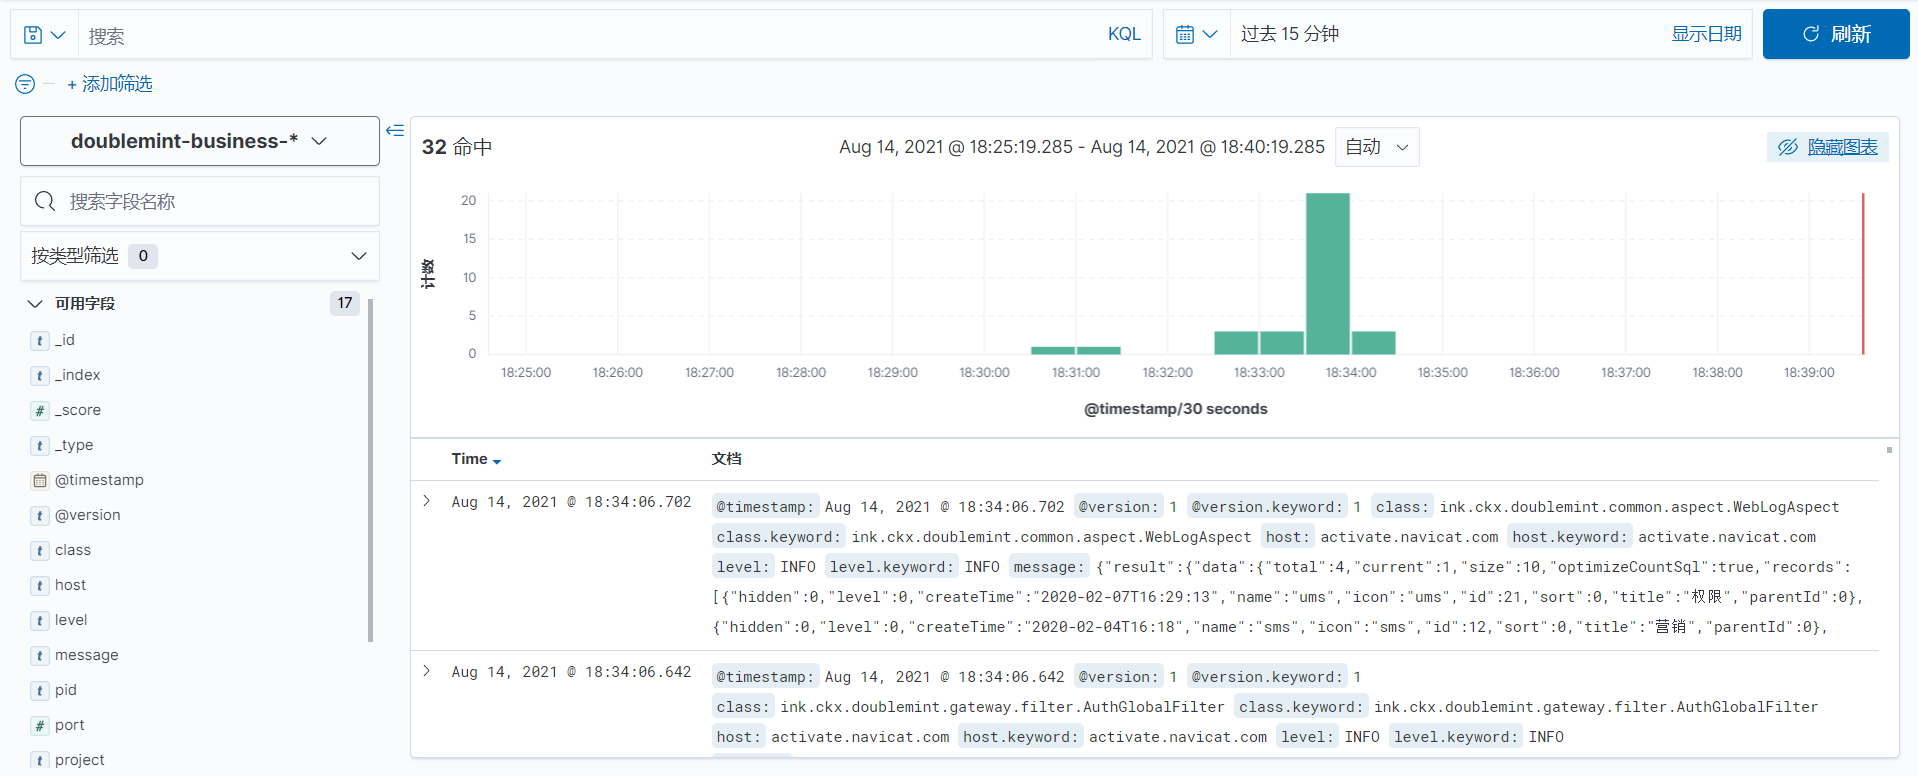 搜索 KQL 过去 15 分钟 显示日期 刷新
+ 添加筛选
doublemint-business-*
搜索字段名称
按类型筛选 0
可用字段 17
t _id
t _index
# _score
t _type
@timestamp
t @version
t class
t host
t level
t message
t pid
# port
t project
32 命中 Aug 14, 2021 @ 18:25:19.285 - Aug 14, 2021 @ 18:40:19.285 自动 隐藏图表
计数
20
15
10
5
0
18:25:00 18:26:00 18:27:00 18:28:00 18:29:00 18:30:00 18:31:00 18:32:00 18:33:00 18:34:00 18:35:00 18:36:00 18:37:00 18:38:00 18:39:00
@timestamp/30 seconds
Time 文档
Aug 14, 2021 @ 18:34:06.702 @timestamp: Aug 14, 2021 @ 18:34:06.702 @version: 1 @version.keyword: 1 class: ink.ckx.doublemint.common.aspect.WebLogAspect
class.keyword: ink.ckx.doublemint.common.aspect.WebLogAspect host: activate.navicat.com host.keyword: activate.navicat.com
level: INFO level.keyword: INFO message: {"result":{"data":{"total":4,"current":1,"size":10,"optimizeCountSql":true,"records":
[{"hidden":0,"level":0,"createTime":"2020-02-07T16:29:13","name":"ums","icon":"ums","id":21,"sort":0,"title":"权限","parentId":0},
{"hidden":0,"level":0,"createTime":"2020-02-04T16:18","name":"sms","icon":"sms","id":12,"sort":0,"title":"营销","parentId":0},
Aug 14, 2021 @ 18:34:06.642 @timestamp: Aug 14, 2021 @ 18:34:06.642 @version: 1 @version.keyword: 1
class: ink.ckx.doublemint.gateway.filter.AuthGlobalFilter class.keyword: ink.ckx.doublemint.gateway.filter.AuthGlobalFilter
host: activate.navicat.com host.keyword: activate.navicat.com level: INFO level.keyword: INFO